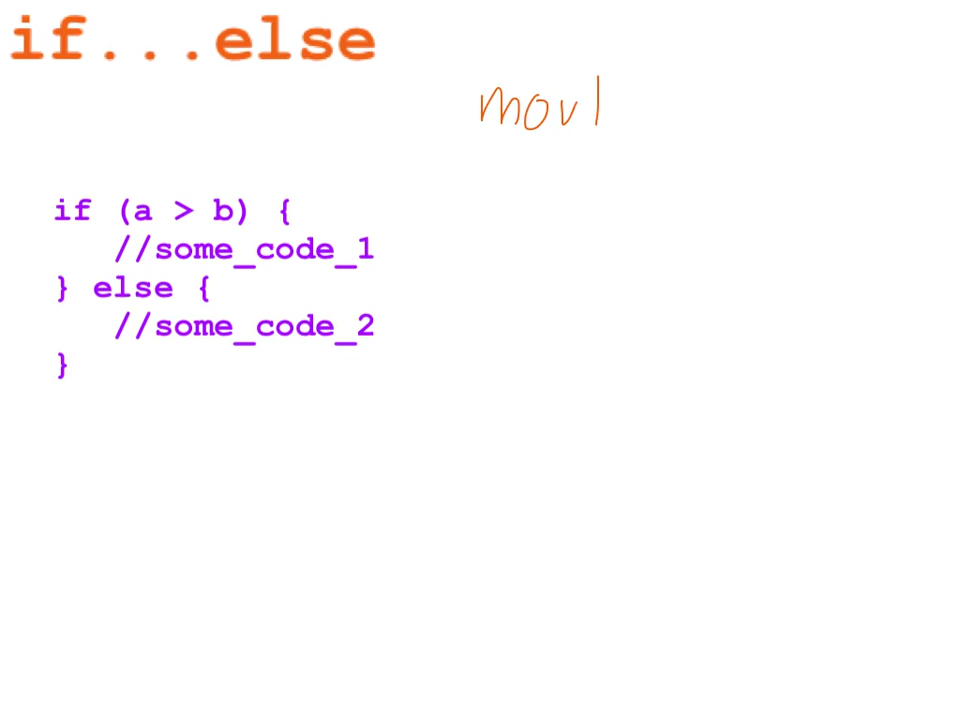 if...else
movl
if (a > b) {
//some_code_1
} else {
//some_code_2
}